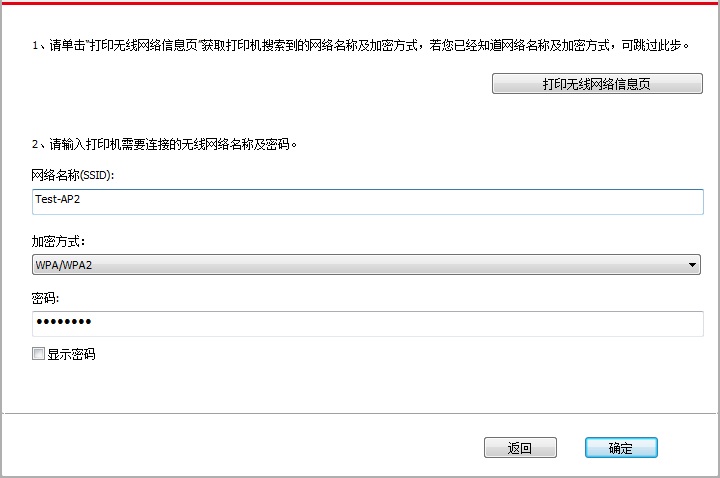 1、请单击“打印无线网络信息页”获取打印机搜索到的网络名称及加密方式，若您已经知道网络名称及加密方式，可跳过此步。
打印无线网络信息页
2、请输入打印机需要连接的无线网络名称及密码。
网络名称(SSID):
Test-AP2
加密方式：
WPA/WPA2
密码:
••••••••
显示密码
返回
确定